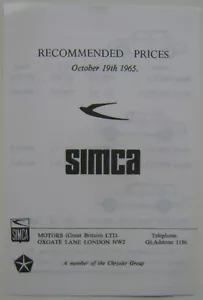 RECOMMENDED PRICES
October 19th 1965.
SIMCA
SIMCA
MOTORS (Great Britain) LTD.
OXGATE LANE LONDON NW2
Telephone
GLAdstone 1186
A member of the Chrysler Group